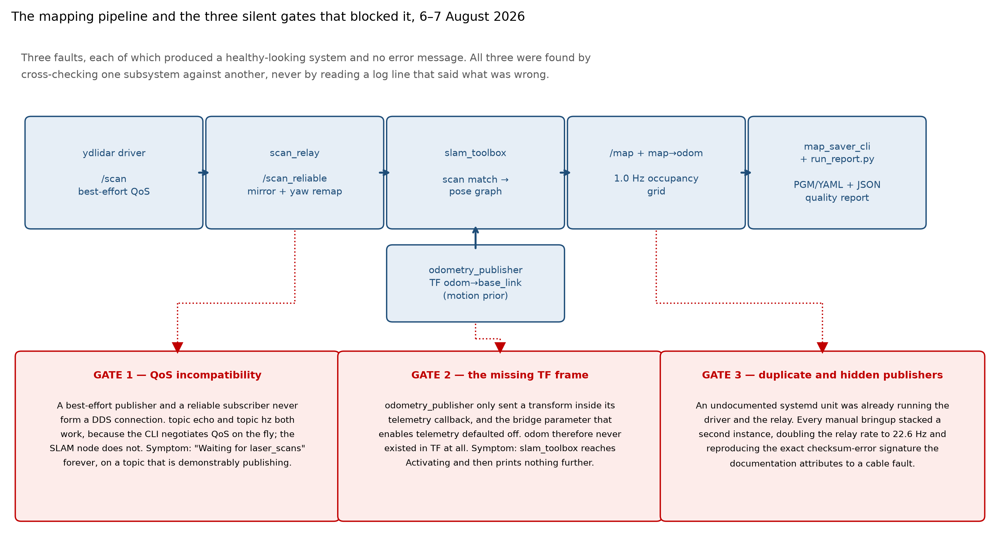 The mapping pipeline and the three silent gates that blocked it, 6–7 August 2026
Three faults, each of which produced a healthy-looking system and no error message. All three were found by
cross-checking one subsystem against another, never by reading a log line that said what was wrong.
ydlidar driver
/scan
best-effort QoS
scan_relay
/scan_reliable
mirror + yaw remap
slam_toolbox
scan match →
pose graph
/map + map→odom
1.0 Hz occupancy
grid
map_saver_cli
+ run_report.py
PGM/YAML + JSON
quality report
odometry_publisher
TF odom→base_link
(motion prior)
GATE 1 — QoS incompatibility
A best-effort publisher and a reliable subscriber never
form a DDS connection. topic echo and topic hz both
work, because the CLI negotiates QoS on the fly; the
SLAM node does not. Symptom: "Waiting for laser_scans"
forever, on a topic that is demonstrably publishing.
GATE 2 — the missing TF frame
odometry_publisher only sent a transform inside its
telemetry callback, and the bridge parameter that
enables telemetry defaulted off. odom therefore never
existed in TF at all. Symptom: slam_toolbox reaches
Activating and then prints nothing further.
GATE 3 — duplicate and hidden publishers
An undocumented systemd unit was already running the
driver and the relay. Every manual bringup stacked a
second instance, doubling the relay rate to 22.6 Hz and
reproducing the exact checksum-error signature the
documentation attributes to a cable fault.